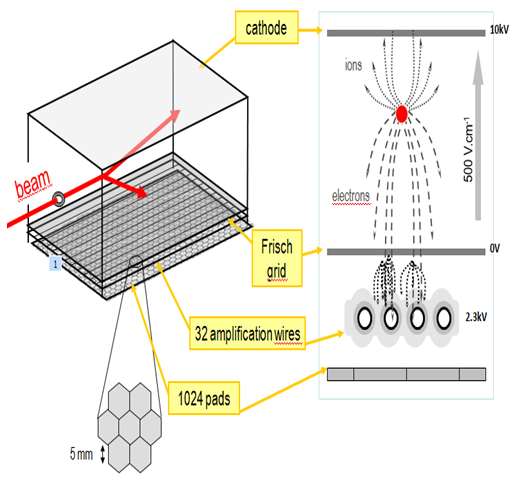 cathode
10kV
ions
500 V.cm⁻¹
beam
electrons
Frisch
grid
0V
1
32 amplification wires
2.3kV
1024 pads
5 mm